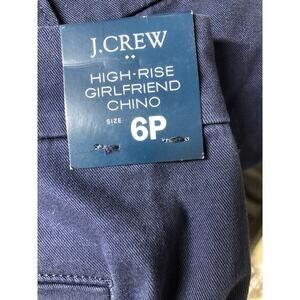 J.CREW
HIGH-RISE
GIRLFRIEND
CHINO
SIZE 6P